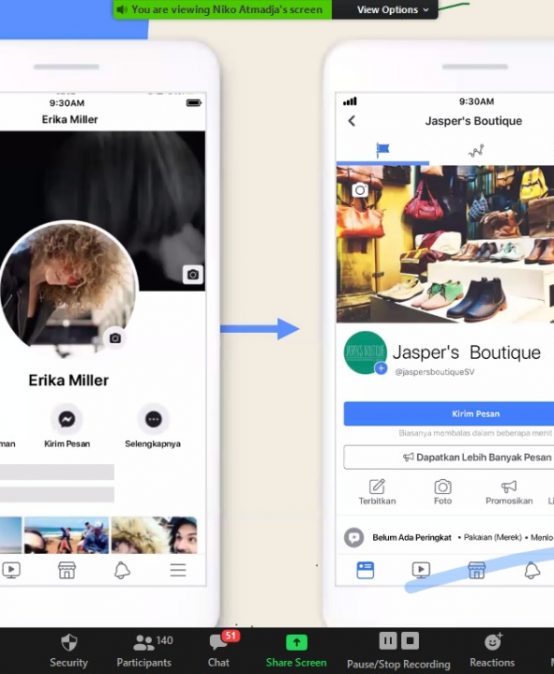 You are viewing Niko Atmadja's screen
View Options
9:30AM
Erika Miller
Erika Miller
man
Kirim Pesan
Selengkapnya
9:30AM
Jasper's Boutique
JASPER'S BOUTIQUE
Jasper's Boutique
@jaspersboutiqueSV
Kirim Pesan
Biasanya membalas dalam beberapa menit
Dapatkan Lebih Banyak Pesan
Terbitkan
Foto
Promosikan
Belum Ada Peringkat • Pakaian (Merek) • Menlo
140
51
Security
Participants
Chat
Share Screen
Pause/Stop Recording
Reactions